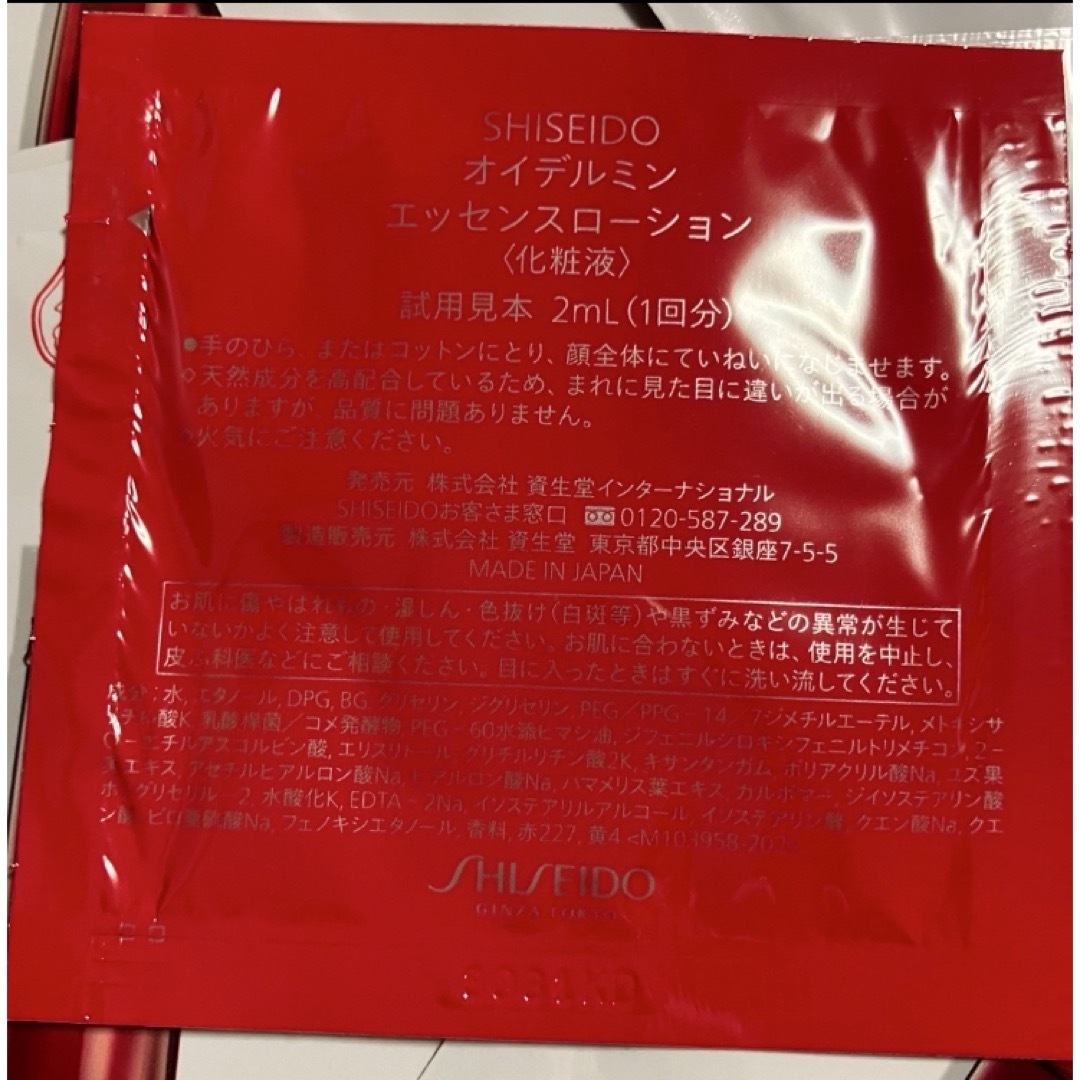 SHISEIDO
オイデルミン
エッセンスローション
〈化粧液〉
試用見本 2mL(1回分)
●手のひら、またはコットンにとり、顔全体にていねいになじませます。
◇天然成分を高配合しているため、まれに見た目に違いが出る場合が
ありますが、品質に問題ありません。
◇火気にご注意ください。
発売元 株式会社 資生堂インターナショナル
SHISEIDOお客さま窓口 0120-587-289
製造販売元 株式会社 資生堂 東京都中央区銀座7-5-5
MADE IN JAPAN
お肌に傷やはれもの・湿しん・色抜け(白斑等)や黒ずみなどの異常が生じて
いないかよく注意して使用してください。お肌に合わないときは、使用を中止し、
皮ふ科医などにご相談ください。目に入ったときはすぐに洗い流してください。
成分:水, エタノール, DPG, BG, グリセリン, ジグリセリン, PEG/PPG-14/7ジメチルエーテル, メトキシサ
リチル酸K, 乳酸桿菌/コメ発酵物, PEG-60水添ヒマシ油, ジフェニルシロキシフェニルトリメチコン, 2-
O-エチルアスコルビン酸, エリスリトール, グリチルリチン酸2K, キサンタンガム, ポリアクリル酸Na, ユズ果
実エキス, アセチルヒアルロン酸Na, ヒアルロン酸Na, ハマメリス葉エキス, カルボマー, ジイソステアリン酸
ポリグリセリル-2, 水酸化K, EDTA-2Na, イソステアリルアルコール, イソステアリン酸, クエン酸Na, クエ
ン酸, ピロ亜硫酸Na, フェノキシエタノール, 香料, 赤227, 黄4 <M103958-202>
SHISEIDO
GINZA TOKYO